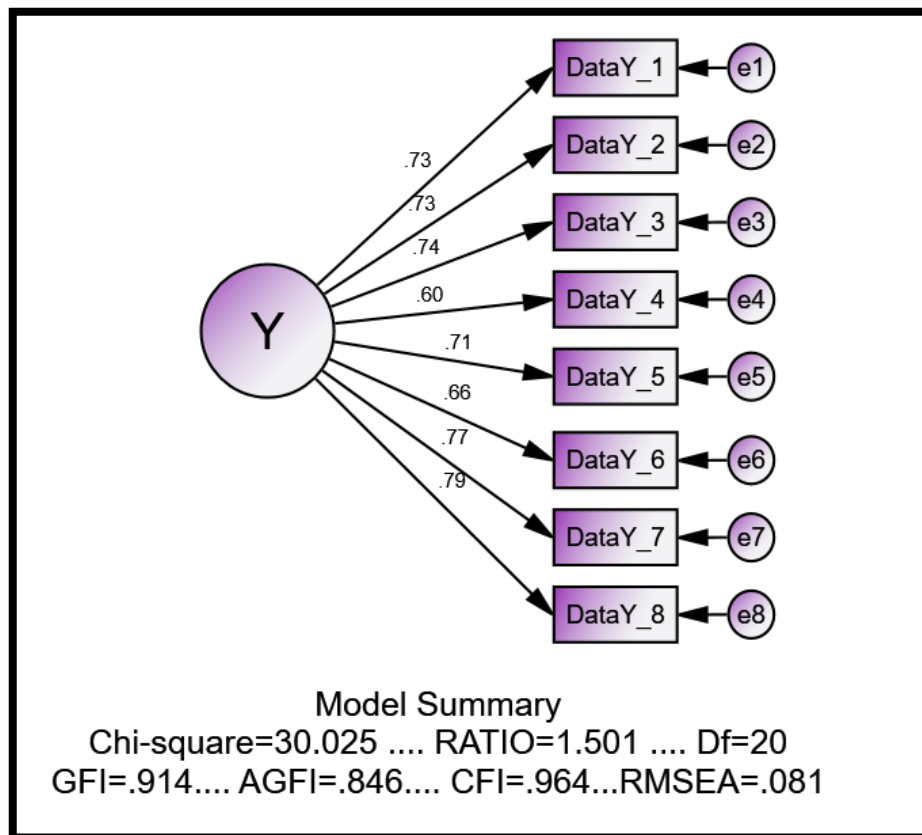 DataY_1 e1
DataY_2 e2
.73
DataY_3 e3
.73
.74
DataY_4 e4
.60
Y
.71
DataY_5 e5
.66
.77
DataY_6 e6
.79
DataY_7 e7
DataY_8 e8
Model Summary
Chi-square=30.025 .... RATIO=1.501 .... Df=20
GFI=.914.... AGFI=.846.... CFI=.964...RMSEA=.081